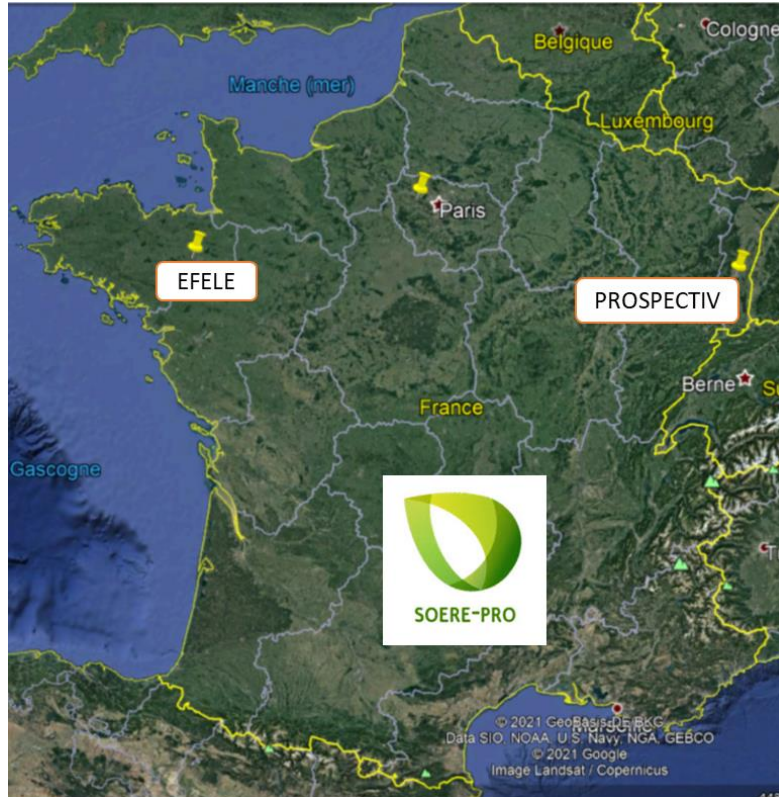 Belgique
Cologne
Manche (mer)
Luxembourg
Paris
EFELE
PROSPECTIV
Berne
France
Gascogne
SOERE-PRO
© 2021 GeoBasis-DE/BKG
Marseille
Data SIO, NOAA, U.S. Navy, NGA, GEBCO
© 2021 Google
Image Landsat / Copernicus